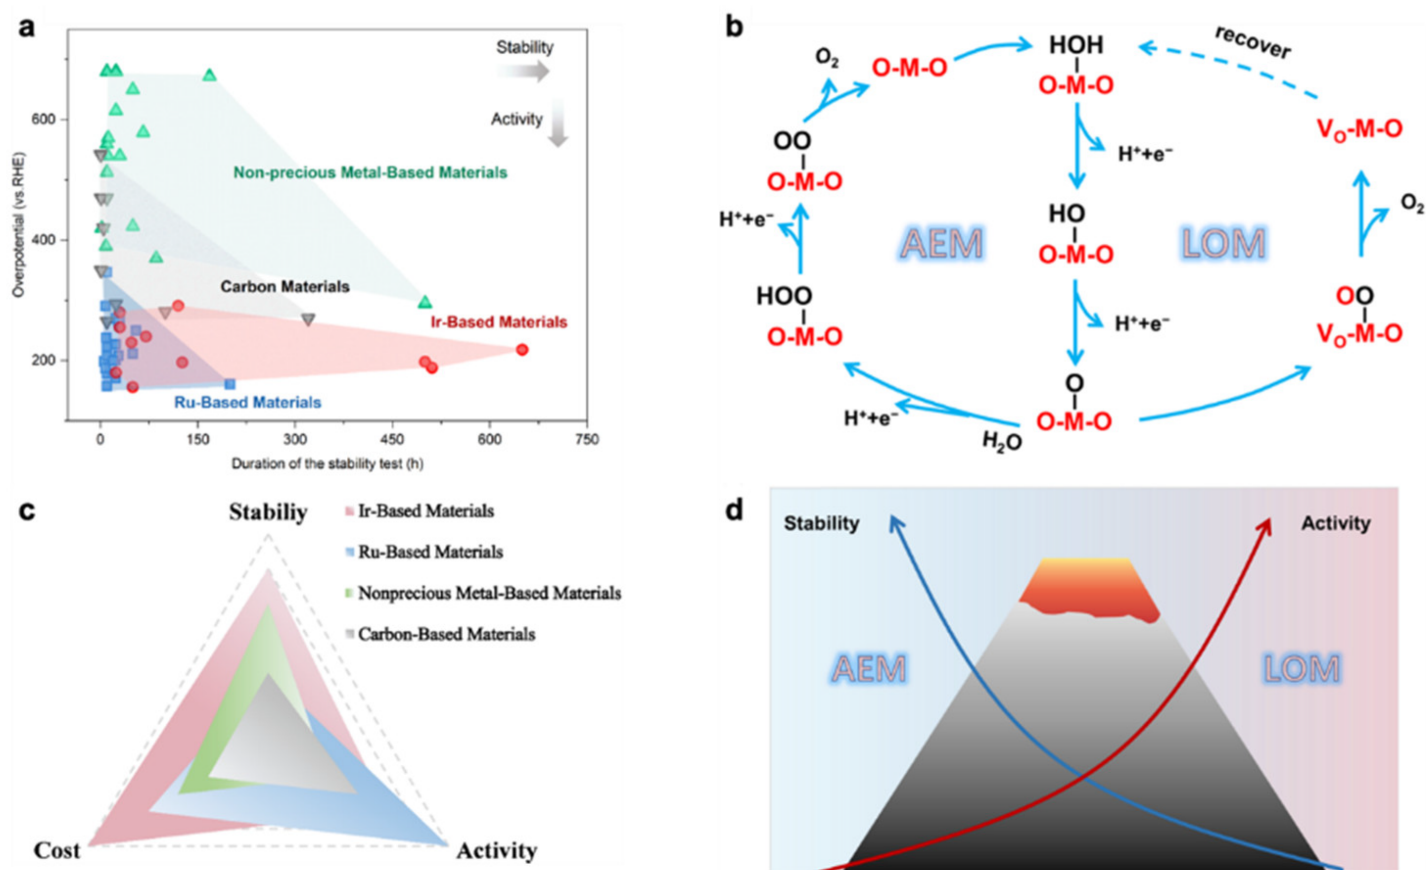 a
Stability
Activity
600
400
200
Overpotential (vs.RHE)
Non-precious Metal-Based Materials
Carbon Materials
Ir-Based Materials
Ru-Based Materials
0 150 300 450 600 750
Duration of the stability test (h)
b
O₂
O-M-O
HOH
O-M-O
recover
V_O-M-O
OO
O-M-O
H⁺+e⁻
H⁺+e⁻
HO
O-M-O
AEM
LOM
O₂
HOO
O-M-O
H⁺+e⁻
OO
V_O-M-O
H⁺+e⁻
H₂O
O
O-M-O
c
Stabiliy
Ir-Based Materials
Ru-Based Materials
Nonprecious Metal-Based Materials
Carbon-Based Materials
Cost
Activity
d
Stability
Activity
AEM
LOM